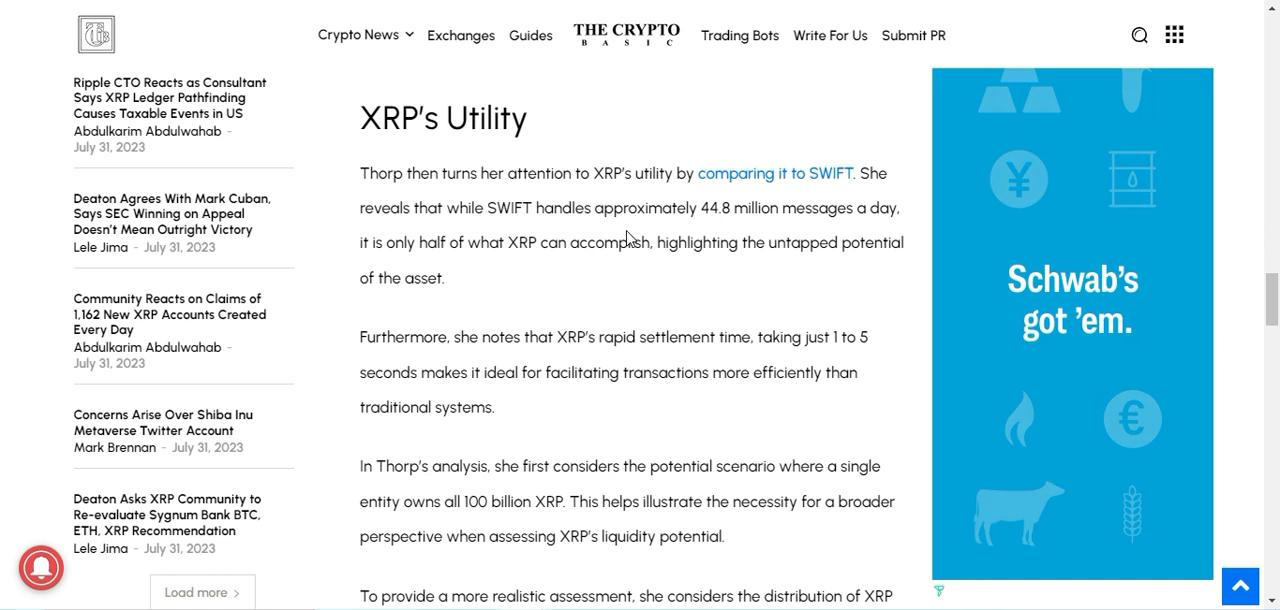 Crypto News
Exchanges
Guides
THE CRYPTO
BASIC
Trading Bots
Write For Us
Submit PR
Ripple CTO Reacts as Consultant
Says XRP Ledger Pathfinding
Causes Taxable Events in US
Abdulkarim Abdulwahab -
July 31, 2023
Deaton Agrees With Mark Cuban,
Says SEC Winning on Appeal
Doesn't Mean Outright Victory
Lele Jima - July 31, 2023
Community Reacts on Claims of
1,162 New XRP Accounts Created
Every Day
Abdulkarim Abdulwahab -
July 31, 2023
Concerns Arise Over Shiba Inu
Metaverse Twitter Account
Mark Brennan - July 31, 2023
Deaton Asks XRP Community to
Re-evaluate Sygnum Bank BTC,
ETH, XRP Recommendation
Lele Jima - July 31, 2023
Load more
XRP's Utility
Thorp then turns her attention to XRP's utility by comparing it to SWIFT. She
reveals that while SWIFT handles approximately 44.8 million messages a day,
it is only half of what XRP can accomplish, highlighting the untapped potential
of the asset.
Furthermore, she notes that XRP's rapid settlement time, taking just 1 to 5
seconds makes it ideal for facilitating transactions more efficiently than
traditional systems.
In Thorp's analysis, she first considers the potential scenario where a single
entity owns all 100 billion XRP. This helps illustrate the necessity for a broader
perspective when assessing XRP's liquidity potential.
To provide a more realistic assessment, she considers the distribution of XRP
¥
Schwab's
got 'em.
€